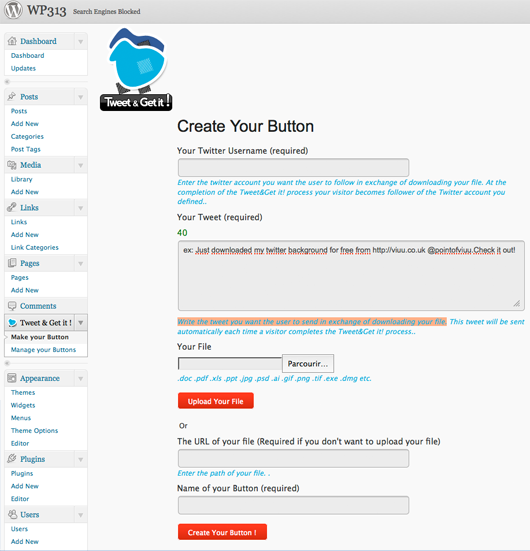 WP313 Search Engines Blocked
Dashboard
Dashboard
Updates
Posts
Posts
Add New
Categories
Post Tags
Media
Library
Add New
Links
Links
Add New
Link Categories
Pages
Pages
Add New
Comments
Tweet & Get it !
Make your Button
Manage your Buttons
Appearance
Themes
Widgets
Menus
Theme Options
Editor
Plugins
Plugins
Add New
Editor
Users
Users
Add New
Tweet & Get it !
Create Your Button
Your Twitter Username (required)
Enter the twitter account you want the user to follow in exchange of downloading your file. At the
completion of the Tweet&Get it! process your visitor becomes follower of the Twitter account you
defined..
Your Tweet (required)
40
ex: Just downloaded my twitter background for free from http://viuu.co.uk @pointofviuu.Check it out!
Write the tweet you want the user to send in exchange of downloading your file. This tweet will be sent
automatically each time a visitor completes the Tweet&Get it! process..
Your File
Parcourir...
.doc .pdf .xls .ppt .jpg .psd .ai .gif .png .tif .exe .dmg etc.
Upload Your File
Or
The URL of your file (Required if you don't want to upload your file)
Enter the path of your file. .
Name of your Button (required)
Create Your Button !